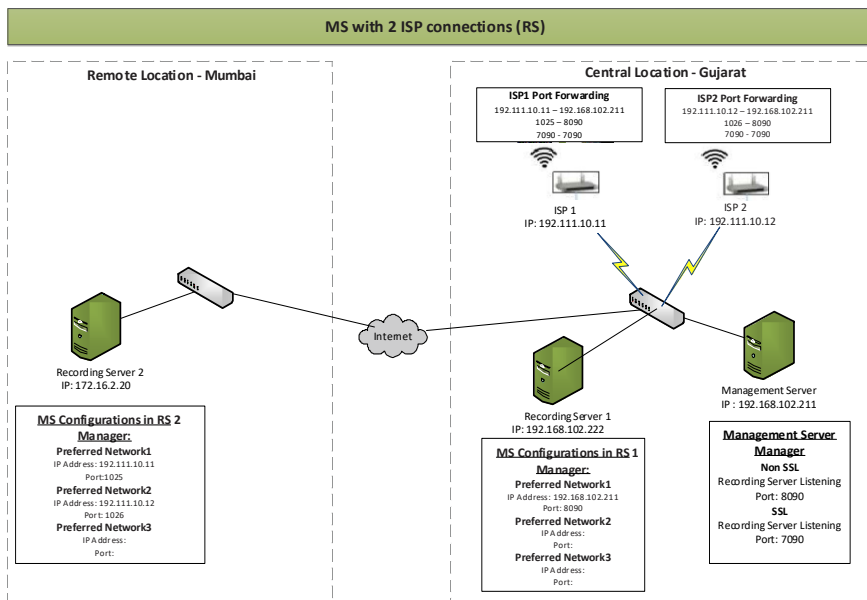 MS with 2 ISP connections (RS)
Remote Location - Mumbai
Recording Server 2
IP: 172.16.2.20
MS Configurations in RS 2
Manager:
Preferred Network1
IP Address: 192.111.10.11
Port:1025
Preferred Network2
IP Address: 192.111.10.12
Port: 1026
Preferred Network3
IP Address:
Port:
Internet
Central Location - Gujarat
ISP1 Port Forwarding
192.111.10.11 – 192.168.102.211
1025 – 8090
7090 - 7090
ISP2 Port Forwarding
192.111.10.12 – 192.168.102.211
1026 – 8090
7090 - 7090
ISP 1
IP: 192.111.10.11
ISP 2
IP: 192.111.10.12
Recording Server 1
IP: 192.168.102.222
MS Configurations in RS 1
Manager:
Preferred Network1
IP Address: 192.168.102.211
Port: 8090
Preferred Network2
IP Address:
Port:
Preferred Network3
IP Address:
Port:
Management Server
IP : 192.168.102.211
Management Server
Manager
Non SSL
Recording Server Listening
Port: 8090
SSL
Recording Server Listening
Port: 7090